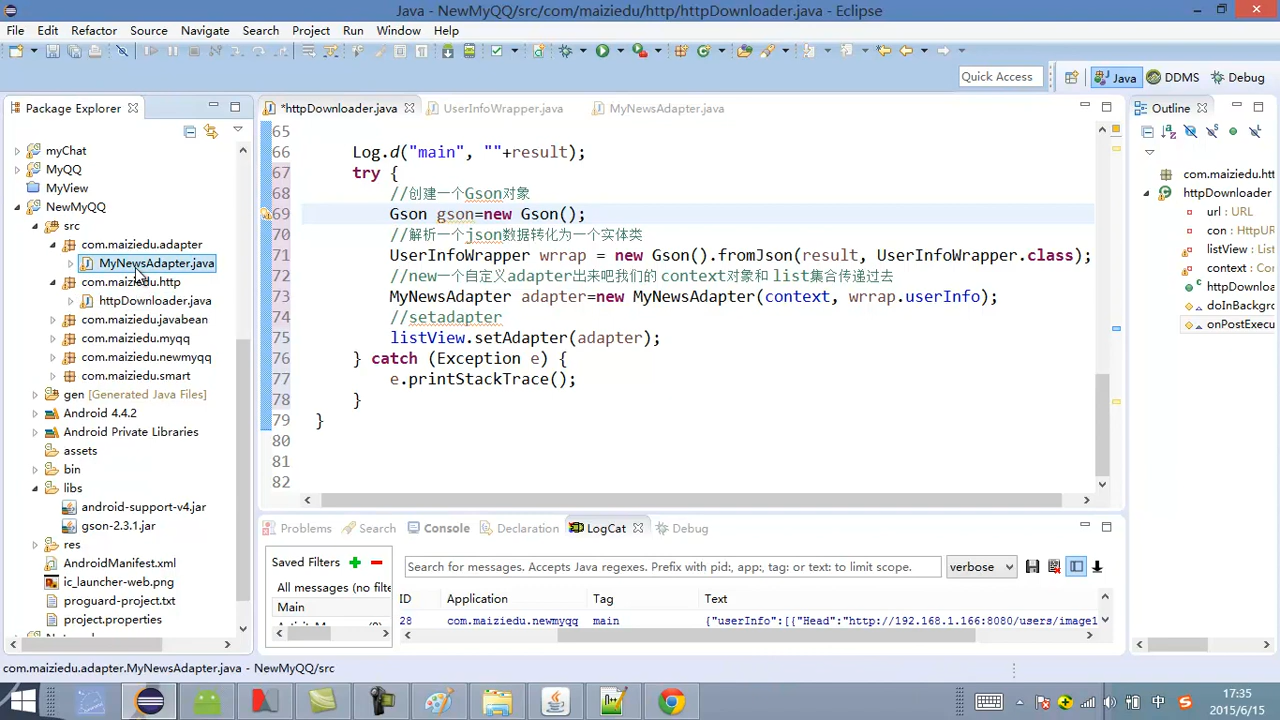 Java - NewMyQQ/src/com/maiziedu/http/httpDownloader.java - Eclipse
File Edit Refactor Source Navigate Search Project Run Window Help
Quick Access
Java
DDMS
Debug
Package Explorer
*httpDownloader.java
UserInfoWrapper.java
MyNewsAdapter.java
Outline
myChat
MyQQ
MyView
NewMyQQ
src
com.maiziedu.adapter
MyNewsAdapter.java
com.maiziedu.http
httpDownloader.java
com.maiziedu.javabean
com.maiziedu.myqq
com.maiziedu.newmyqq
com.maiziedu.smart
gen [Generated Java Files]
Android 4.4.2
Android Private Libraries
assets
bin
libs
android-support-v4.jar
gson-2.3.1.jar
res
AndroidManifest.xml
ic_launcher-web.png
proguard-project.txt
project.properties
65
66 Log.d("main", ""+result);
67 try {
68 //创建一个Gson对象
69 Gson gson=new Gson();
70 //解析一个json数据转化为一个实体类
71 UserInfoWrapper wrrap = new Gson().fromJson(result, UserInfoWrapper.class);
72 //new一个自定义adapter出来吧我们的 context对象和 list集合传递过去
73 MyNewsAdapter adapter=new MyNewsAdapter(context, wrrap.userInfo);
74 //setadapter
75 listView.setAdapter(adapter);
76 } catch (Exception e) {
77 e.printStackTrace();
78 }
79 }
80
81
82
com.maiziedu.htt
httpDownloader
url : URL
con : HttpUR
listView : List
context : Con
httpDownlo
doInBackgro
onPostExecu
Problems
Search
Console
Declaration
LogCat
Debug
Saved Filters
All messages (no filte
Main
Search for messages. Accepts Java regexes. Prefix with pid:, app:, tag: or text to limit scope.
verbose
ID Application Tag Text
28 com.maiziedu.newmyqq main {"userInfo":[{"Head":"http://192.168.1.166:8080/users/image1
com.maiziedu.adapter.MyNewsAdapter.java - NewMyQQ/src
中
17:35
2015/6/15